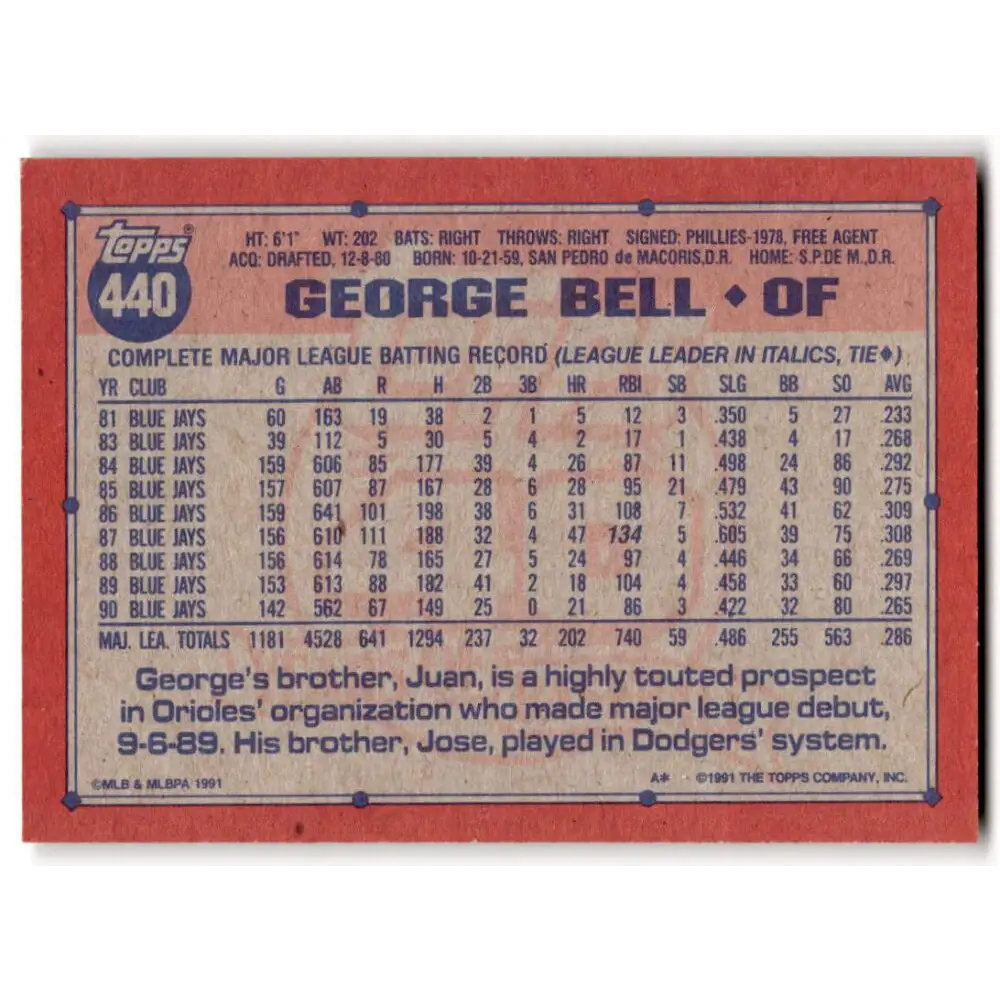 topps®
440
HT: 6'1" WT: 202 BATS: RIGHT THROWS: RIGHT SIGNED: PHILLIES-1978, FREE AGENT
ACQ: DRAFTED, 12-8-80 BORN: 10-21-59, SAN PEDRO de MACORIS,D.R. HOME: S.P.DE M.,D.R.
GEORGE BELL ♦ OF
COMPLETE MAJOR LEAGUE BATTING RECORD (LEAGUE LEADER IN ITALICS, TIE♦)
YR CLUB G AB R H 2B 3B HR RBI SB SLG BB SO AVG
81 BLUE JAYS 60 163 19 38 2 1 5 12 3 .350 5 27 .233
83 BLUE JAYS 39 112 5 30 5 4 2 17 1 .438 4 17 .268
84 BLUE JAYS 159 606 85 177 39 4 26 87 11 .498 24 86 .292
85 BLUE JAYS 157 607 87 167 28 6 28 95 21 .479 43 90 .275
86 BLUE JAYS 159 641 101 198 38 6 31 108 7 .532 41 62 .309
87 BLUE JAYS 156 610 111 188 32 4 47 134 5 .605 39 75 .308
88 BLUE JAYS 156 614 78 165 27 5 24 97 4 .446 34 66 .269
89 BLUE JAYS 153 613 88 182 41 2 18 104 4 .458 33 60 .297
90 BLUE JAYS 142 562 67 149 25 0 21 86 3 .422 32 80 .265
MAJ. LEA. TOTALS 1181 4528 641 1294 237 32 202 740 59 .486 255 563 .286
George's brother, Juan, is a highly touted prospect
in Orioles' organization who made major league debut,
9-6-89. His brother, Jose, played in Dodgers' system.
©MLB & MLBPA 1991 A* ©1991 THE TOPPS COMPANY, INC.